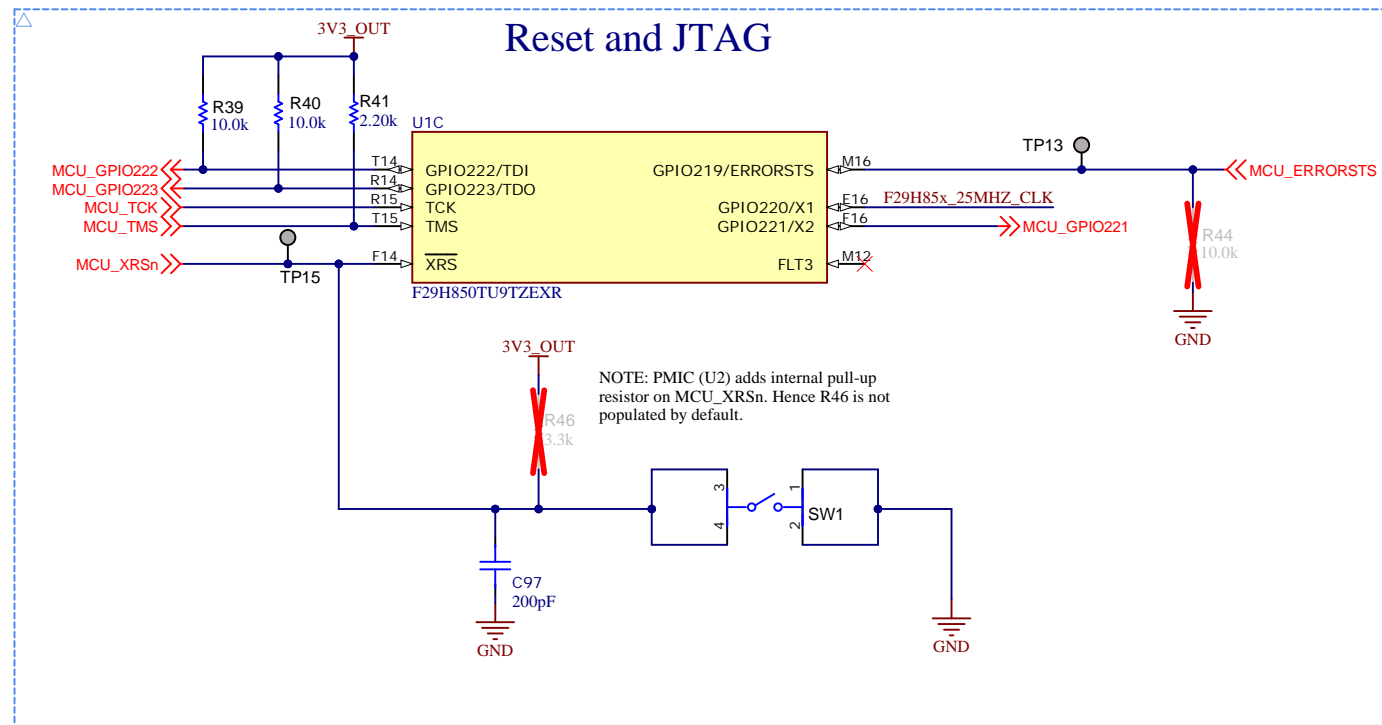 Reset and JTAG
3V3_OUT
R39
10.0k
R40
10.0k
R41
2.20k
U1C
MCU_GPIO222
T14
GPIO222/TDI
MCU_GPIO223
R14
GPIO223/TDO
MCU_TCK
R15
TCK
MCU_TMS
T15
TMS
MCU_XRSn
TP15
F14
XRS
F29H850TU9TZEXR
GPIO219/ERRORSTS
M16
TP13
MCU_ERRORSTS
GPIO220/X1
E16
F29H85x_25MHZ_CLK
GPIO221/X2
F16
MCU_GPIO221
FLT3
M12
R44
10.0k
GND
3V3_OUT
R46
3.3k
NOTE: PMIC (U2) adds internal pull-up
resistor on MCU_XRSn. Hence R46 is not
populated by default.
3
4
1
2
SW1
C97
200pF
GND
GND